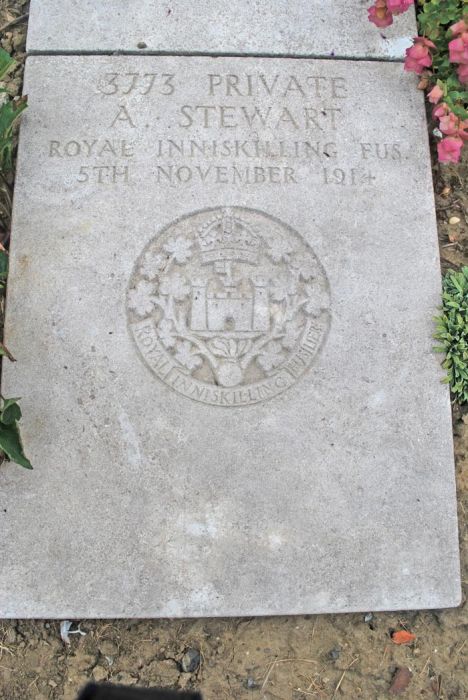 3773 PRIVATE
A. STEWART
ROYAL INNISKILLING FUS.
5TH NOVEMBER 1914
ROYAL INNISKILLING FUSILIERS